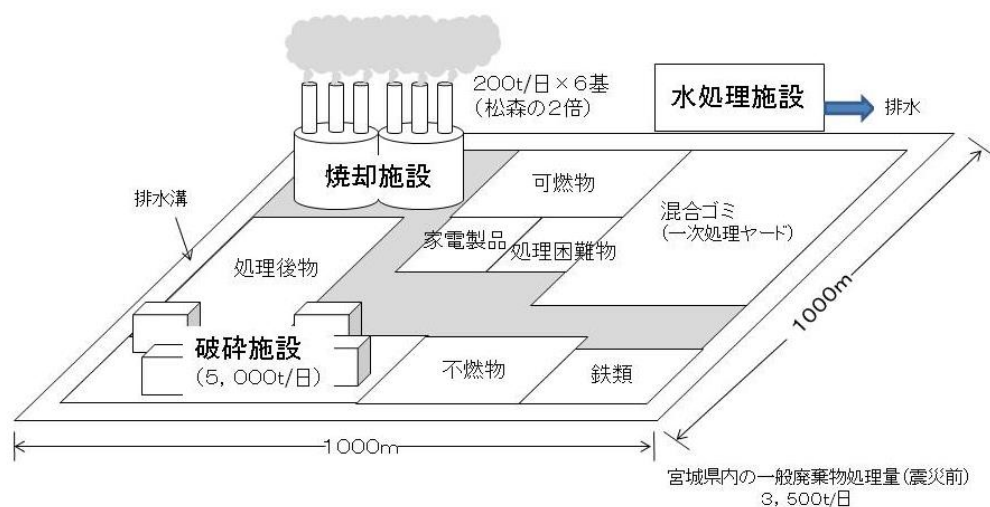 200t/日×6基
(松森の2倍)
水処理施設
排水
焼却施設
可燃物
排水溝
混合ゴミ
(一次処理ヤード)
家電製品
処理困難物
処理後物
1000m
破砕施設
(5,000t/日)
不燃物
鉄類
1000m
宮城県内の一般廃棄物処理量(震災前)
3,500t/日